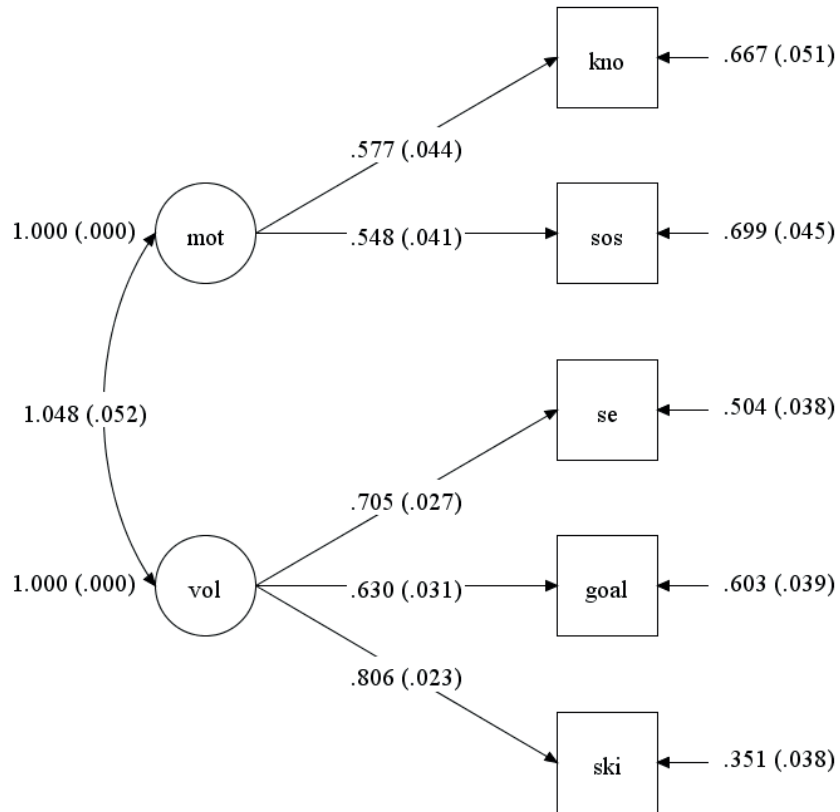 kno
.667 (.051)
.577 (.044)
1.000 (.000)
mot
.548 (.041)
sos
.699 (.045)
1.048 (.052)
se
.504 (.038)
.705 (.027)
1.000 (.000)
vol
.630 (.031)
goal
.603 (.039)
.806 (.023)
ski
.351 (.038)